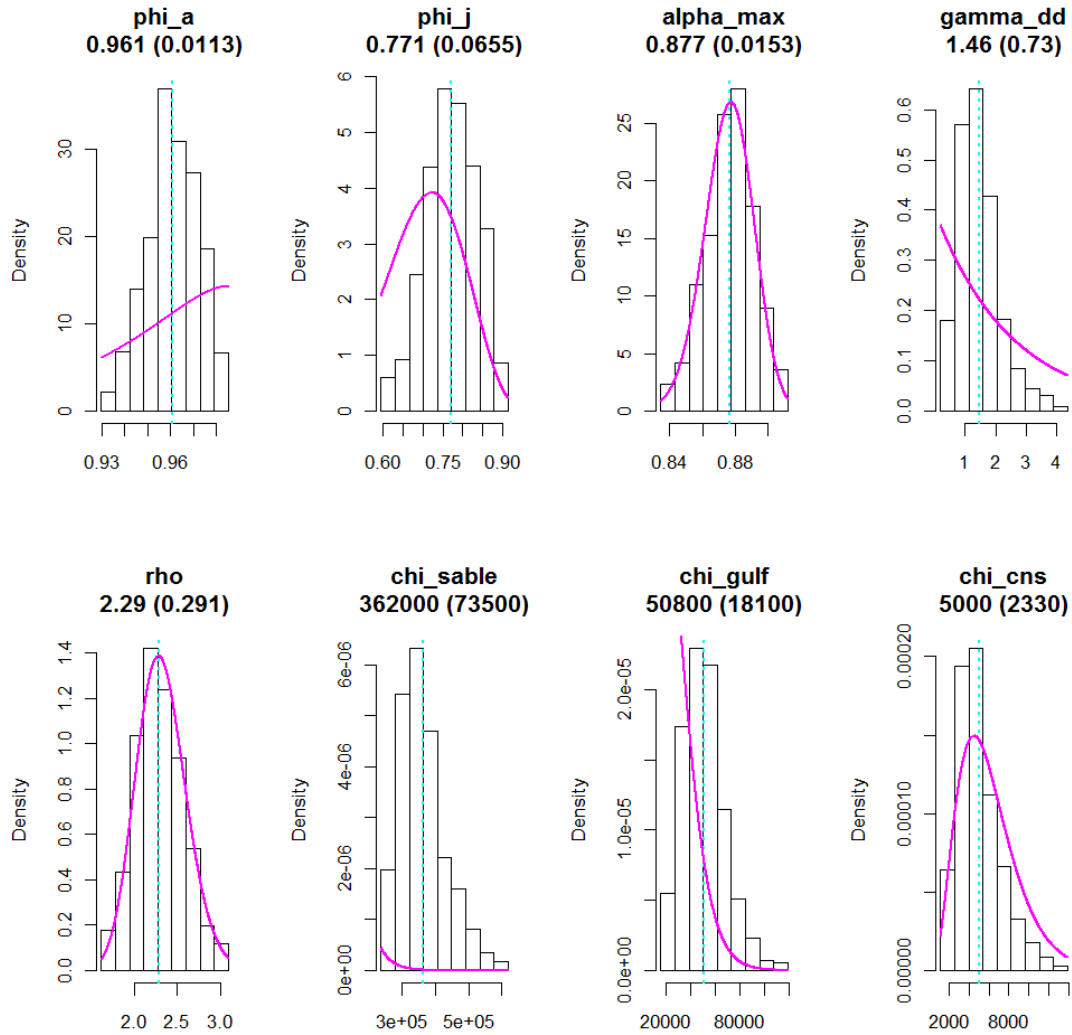 phi_a
0.961 (0.0113)
Density
0
10
20
30
0.93
0.96
phi_j
0.771 (0.0655)
Density
0
1
2
3
4
5
6
0.60
0.75
0.90
alpha_max
0.877 (0.0153)
Density
0
5
10
15
20
25
0.84
0.88
gamma_dd
1.46 (0.73)
Density
0.0
0.1
0.2
0.3
0.4
0.5
0.6
1
2
3
4
rho
2.29 (0.291)
Density
0.0
0.2
0.4
0.6
0.8
1.0
1.2
1.4
2.0
2.5
3.0
chi_sable
362000 (73500)
Density
0e+00
2e-06
4e-06
6e-06
3e+05
5e+05
chi_gulf
50800 (18100)
Density
0.0e+00
1.0e-05
2.0e-05
20000
80000
chi_cns
5000 (2330)
Density
0.00000
0.00010
0.00020
2000
8000